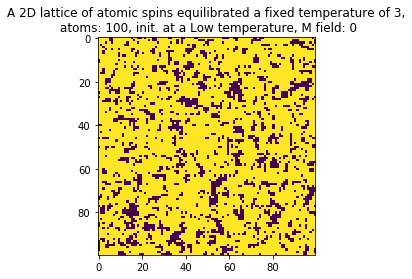 A 2D lattice of atomic spins equilibrated a fixed temperature of 3,
atoms: 100, init. at a Low temperature, M field: 0
0
20
40
60
80
0 20 40 60 80